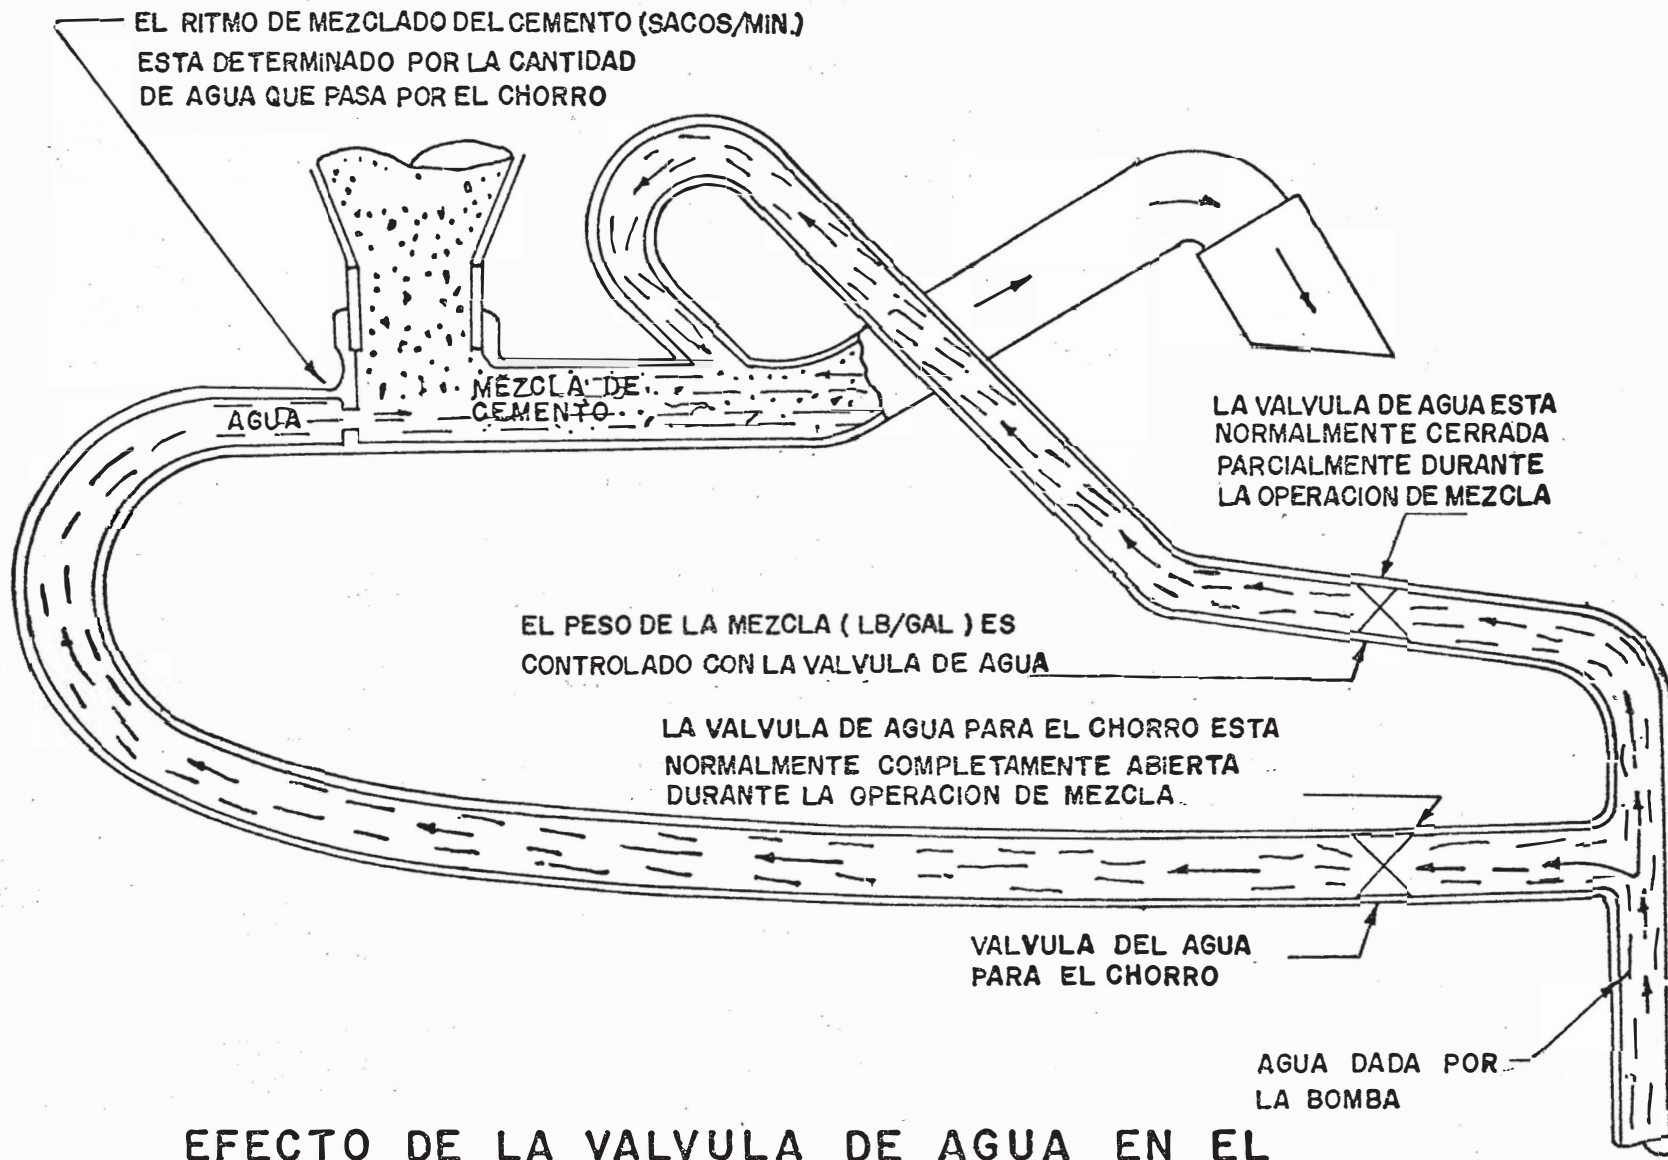 EL RITMO DE MEZCLADO DEL CEMENTO (SACOS/MIN.)
ESTA DETERMINADO POR LA CANTIDAD
DE AGUA QUE PASA POR EL CHORRO
MEZCLA DE
CEMENTO
AGUA
LA VALVULA DE AGUA ESTA
NORMALMENTE CERRADA
PARCIALMENTE DURANTE
LA OPERACION DE MEZCLA
EL PESO DE LA MEZCLA (LB/GAL) ES
CONTROLADO CON LA VALVULA DE AGUA
LA VALVULA DE AGUA PARA EL CHORRO ESTA
NORMALMENTE COMPLETAMENTE ABIERTA
DURANTE LA OPERACION DE MEZCLA.
VALVULA DEL AGUA
PARA EL CHORRO
AGUA DADA POR
LA BOMBA
EFECTO DE LA VALVULA DE AGUA EN EL